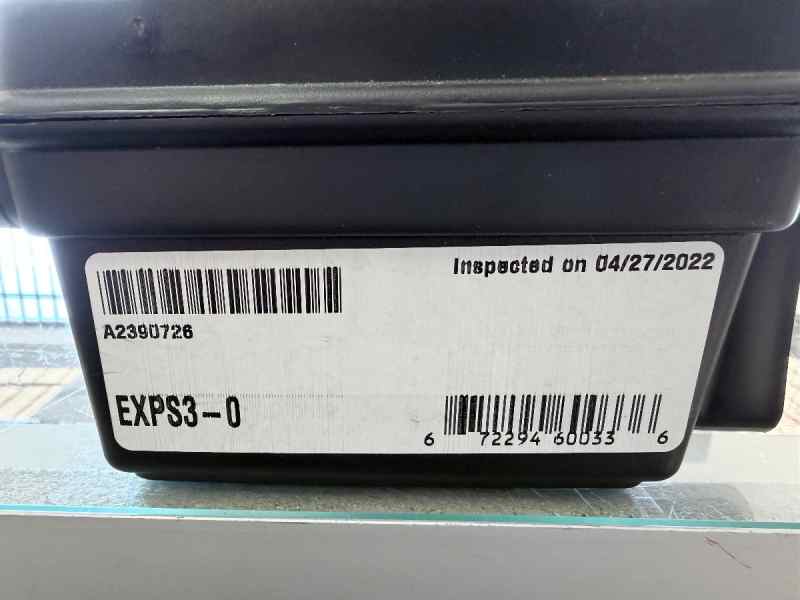 Inspected on 04/27/2022
A2390726
EXPS3-0
6 72294 60033 6